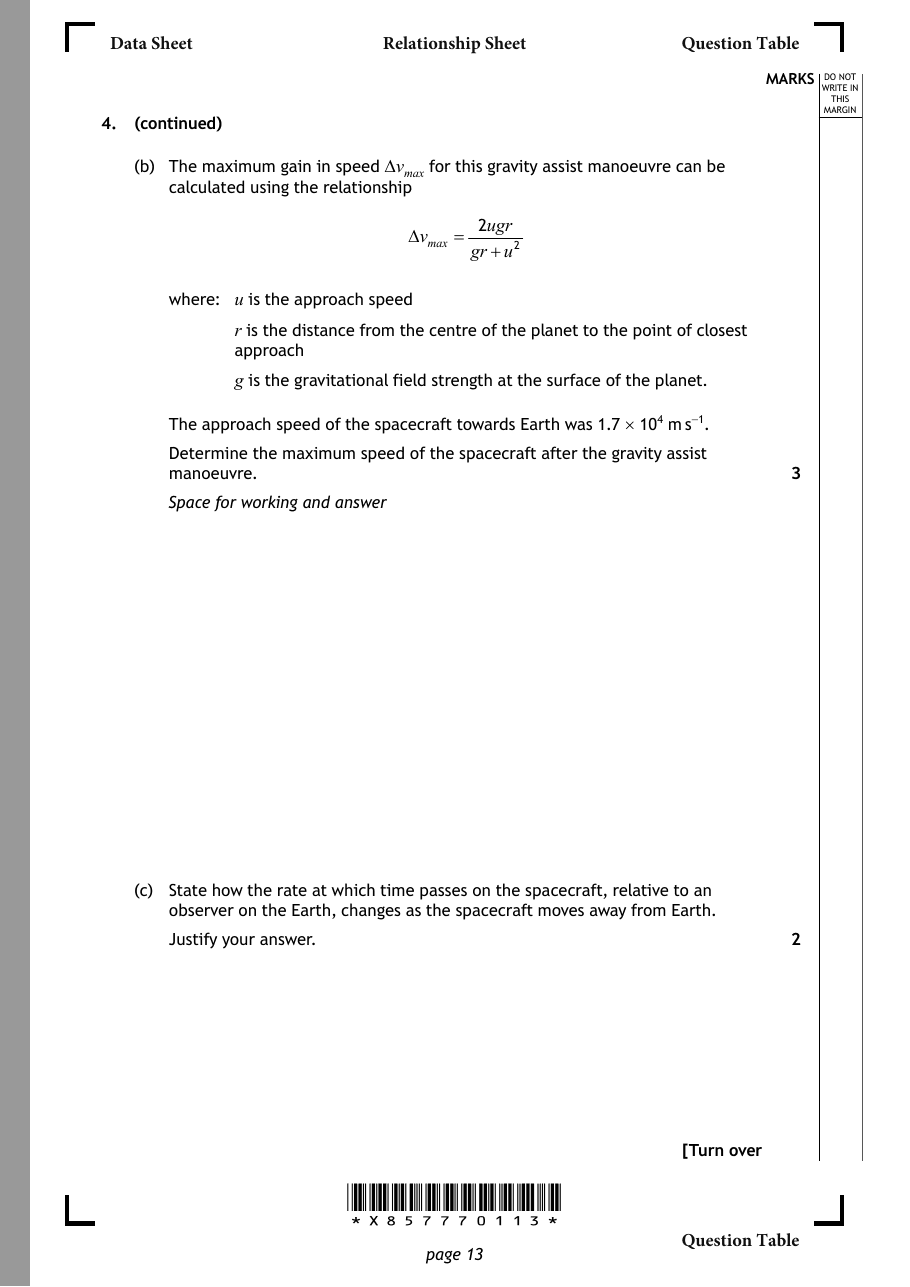 Data Sheet Relationship Sheet Question Table
MARKS
DO NOT
WRITE IN
THIS
MARGIN
4. (continued)
(b) The maximum gain in speed Δv_max for this gravity assist manoeuvre can be
calculated using the relationship
Δv_max = 2ugr / (gr + u²)
where: u is the approach speed
r is the distance from the centre of the planet to the point of closest
approach
g is the gravitational field strength at the surface of the planet.
The approach speed of the spacecraft towards Earth was 1.7 × 10⁴ m s⁻¹.
Determine the maximum speed of the spacecraft after the gravity assist
manoeuvre. 3
Space for working and answer
(c) State how the rate at which time passes on the spacecraft, relative to an
observer on the Earth, changes as the spacecraft moves away from Earth.
Justify your answer. 2
[Turn over
* X 8 5 7 7 7 0 1 1 3 *
Question Table
page 13